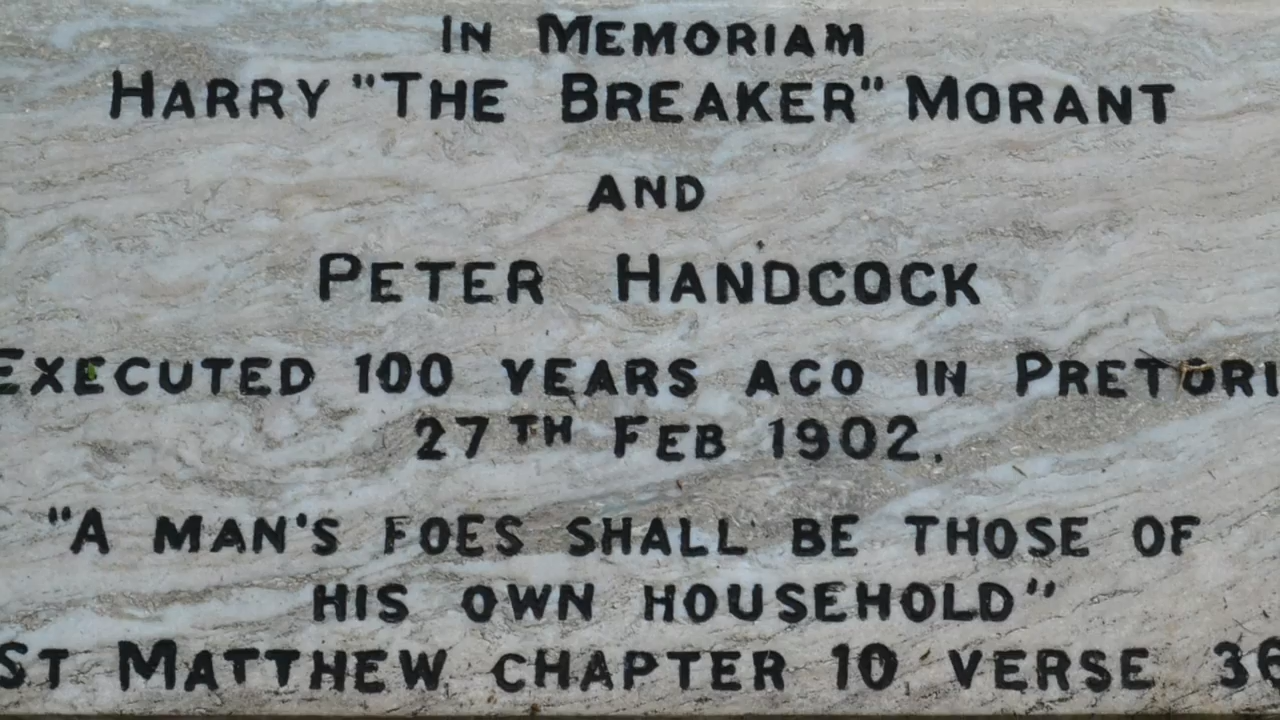 In Memoriam
Harry "The Breaker" Morant
and
Peter Handcock
Executed 100 years ago in Pretori
27th Feb 1902.
"A man's foes shall be those of
his own household"
St Matthew chapter 10 verse 36